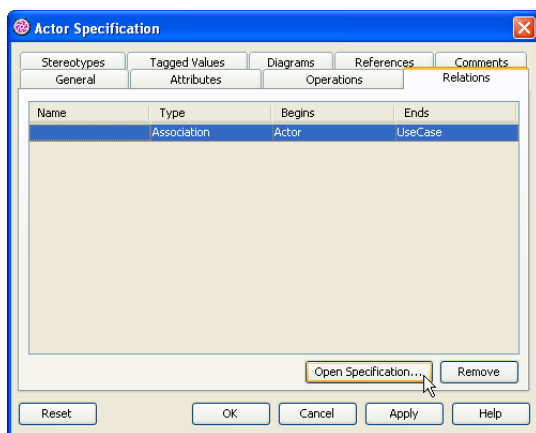 Actor Specification
Stereotypes Tagged Values Diagrams References Comments
General Attributes Operations Relations
Name Type Begins Ends
Association Actor UseCase
Open Specification... Remove
Reset OK Cancel Apply Help